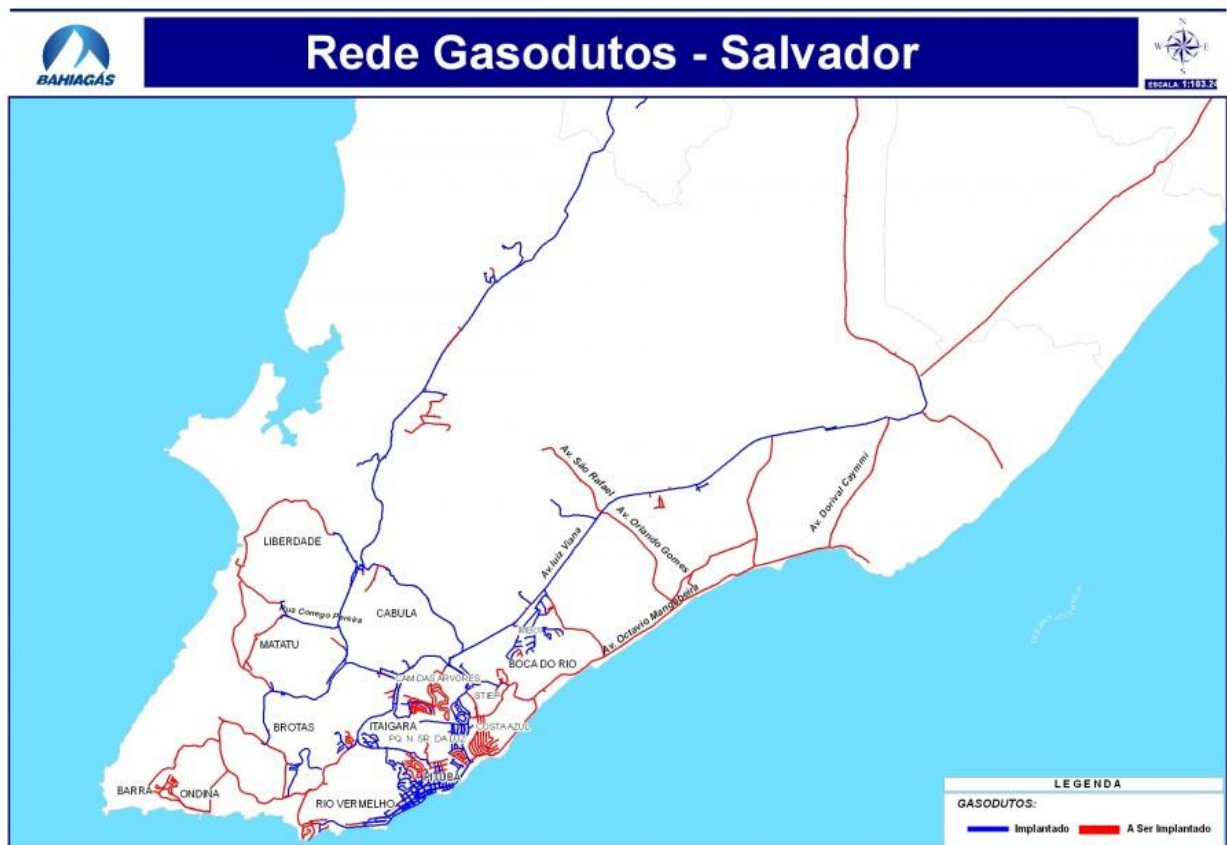 Rede Gasodutos - Salvador
BAHIAGÁS
N
W
E
S
ESCALA: 1:103.24
Av. São Rafael
Av. Dorival Caymmi
Av. Orlando Gomes
Av.luiz Viana
LIBERDADE
CABULA
Rua Conego Pereira
Av. Octavio Mangabeira
IMBUI
MATATU
BOCA DO RIO
CAM.DAS ARVORES
STIEP
BROTAS
ITAIGARA
COSTA AZUL
PQ. N. SR. DA LUZ
PITUBA
BARRA
ONDINA
RIO VERMELHO
LEGENDA
GASODUTOS:
Implantado
A Ser Implantado